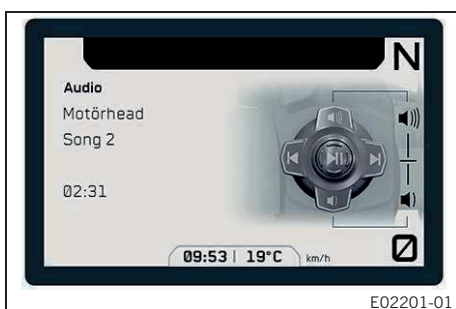 N
Audio
Motörhead
Song 2
02:31
09:53 | 19°C km/h
0
E02201-01